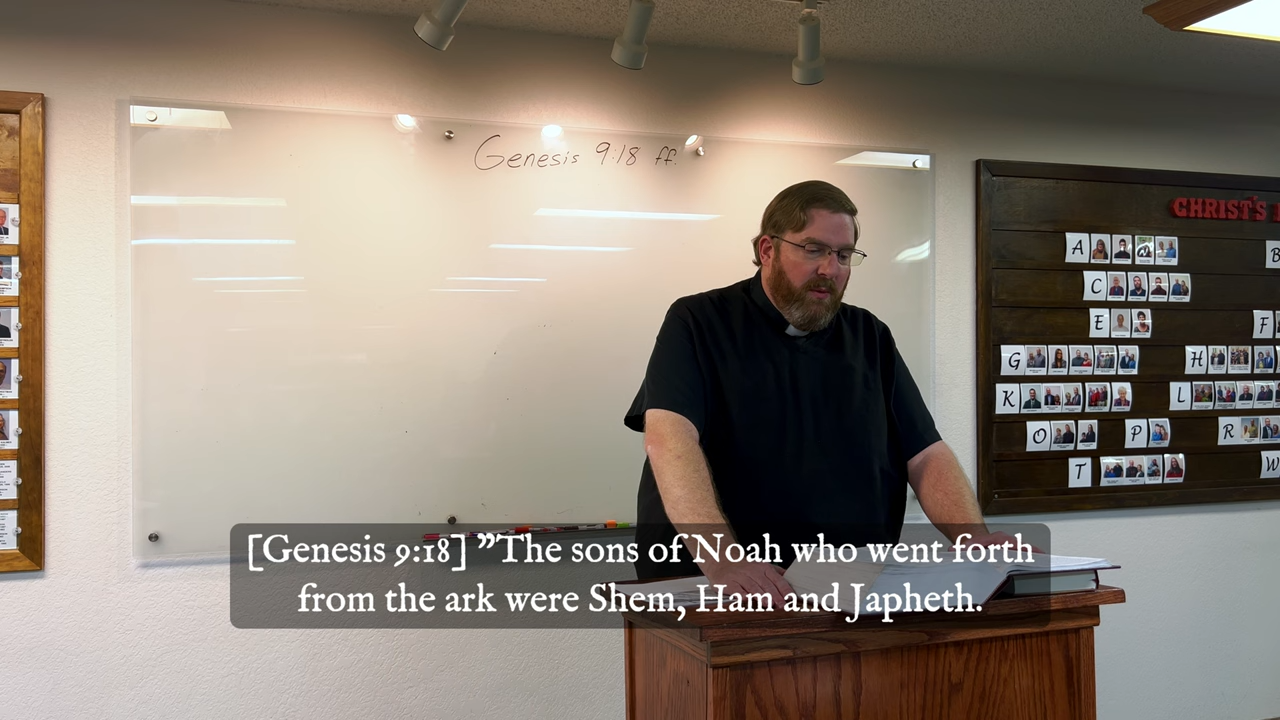 Genesis 9:18 ff.
CHRIST'S
A
B
C
E
F
G
H
K
L
O
P
R
T
W
[Genesis 9:18] "The sons of Noah who went forth
from the ark were Shem, Ham and Japheth.